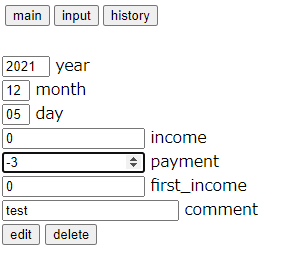 main input history
2021 year
12 month
05 day
0 income
-3 payment
0 first_income
test comment
edit delete